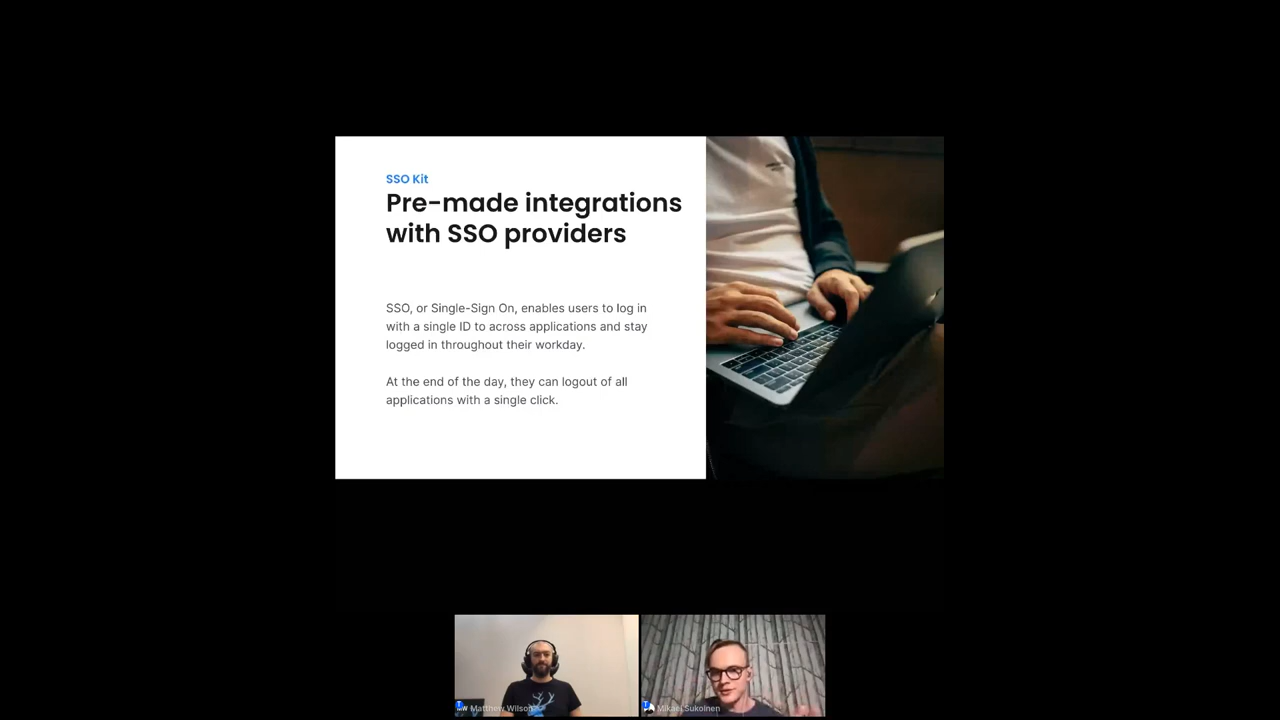 SSO Kit
Pre-made integrations
with SSO providers
SSO, or Single-Sign On, enables users to log in
with a single ID to across applications and stay
logged in throughout their workday.
At the end of the day, they can logout of all
applications with a single click.
Matthew Wilson
Mikael Sukoinen